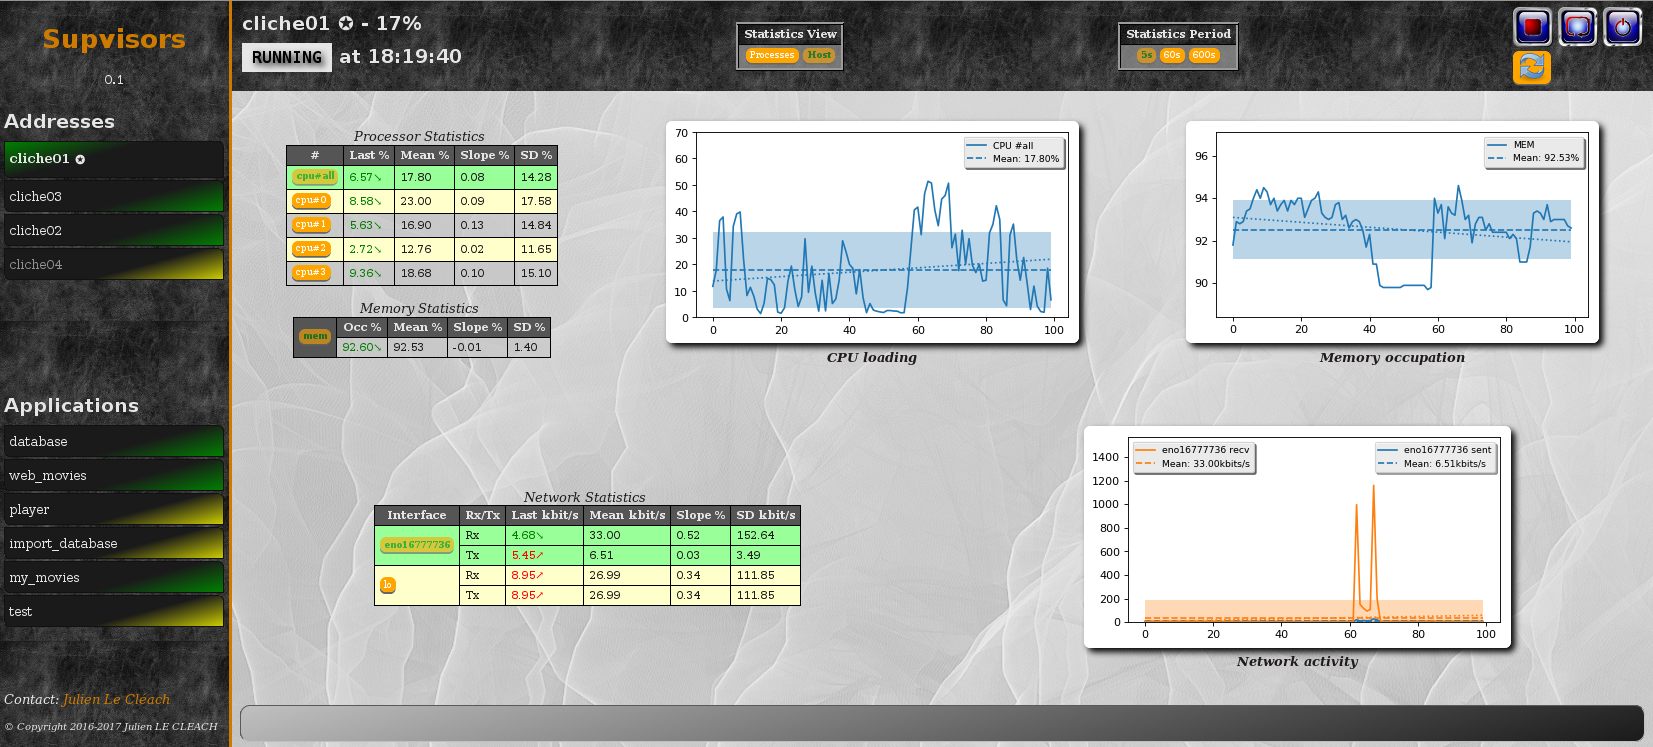 Supvisors
0.1
Addresses
cliche01 ✪
cliche03
cliche02
cliche04
Applications
database
web_movies
player
import_database
my_movies
test
Contact: Julien Le Cléach
© Copyright 2016-2017 Julien LE CLEACH
cliche01 ✪ - 17%
RUNNING at 18:19:40
Statistics View
Processes Host
Statistics Period
5s 60s 600s
Processor Statistics
# Last % Mean % Slope % SD %
cpu#all 6.57↘ 17.80 0.08 14.28
cpu#0 8.58↘ 23.00 0.09 17.58
cpu#1 5.63↘ 16.90 0.13 14.84
cpu#2 2.72↘ 12.76 0.02 11.65
cpu#3 9.36↘ 18.68 0.10 15.10
Memory Statistics
mem Occ % Mean % Slope % SD %
92.60↘ 92.53 -0.01 1.40
70
60
50
40
30
20
10
0
0 20 40 60 80 100
CPU #all
Mean: 17.80%
CPU loading
96
94
92
90
0 20 40 60 80 100
MEM
Mean: 92.53%
Memory occupation
Network Statistics
Interface Rx/Tx Last kbit/s Mean kbit/s Slope % SD kbit/s
eno16777736 Rx 4.68↘ 33.00 0.52 152.64
Tx 5.45↗ 6.51 0.03 3.49
lo Rx 8.95↗ 26.99 0.34 111.85
Tx 8.95↗ 26.99 0.34 111.85
1400
1200
1000
800
600
400
200
0
0 20 40 60 80 100
eno16777736 recv
Mean: 33.00kbits/s
eno16777736 sent
Mean: 6.51kbits/s
Network activity